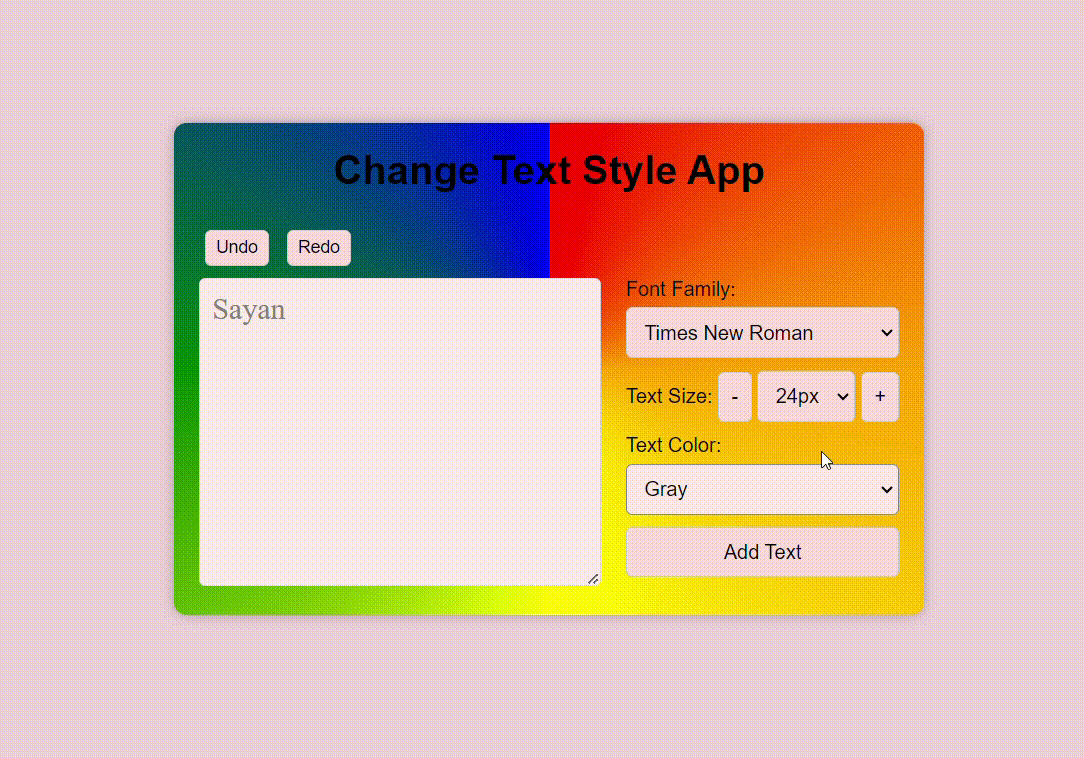 Change Text Style App
Undo Redo
Sayan
Font Family:
Times New Roman
Text Size: - 24px +
Text Color:
Gray
Add Text